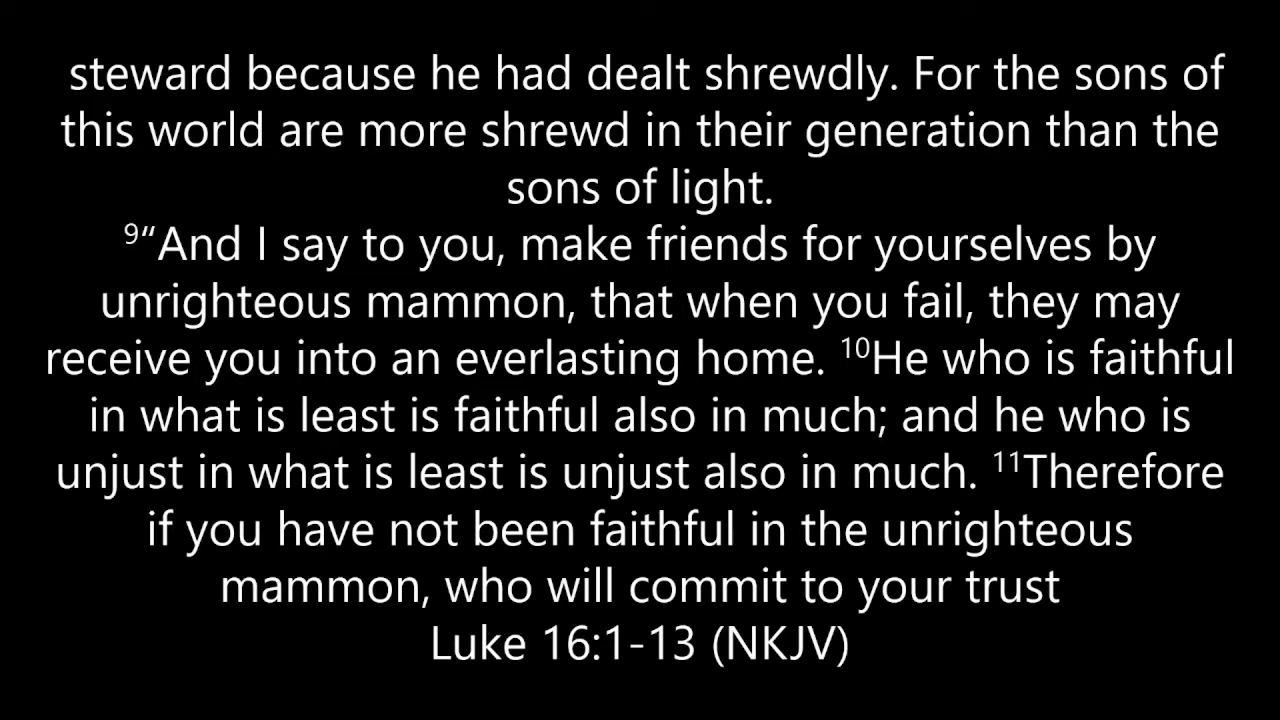 steward because he had dealt shrewdly. For the sons of
this world are more shrewd in their generation than the
sons of light.
⁹“And I say to you, make friends for yourselves by
unrighteous mammon, that when you fail, they may
receive you into an everlasting home. ¹⁰He who is faithful
in what is least is faithful also in much; and he who is
unjust in what is least is unjust also in much. ¹¹Therefore
if you have not been faithful in the unrighteous
mammon, who will commit to your trust
Luke 16:1-13 (NKJV)